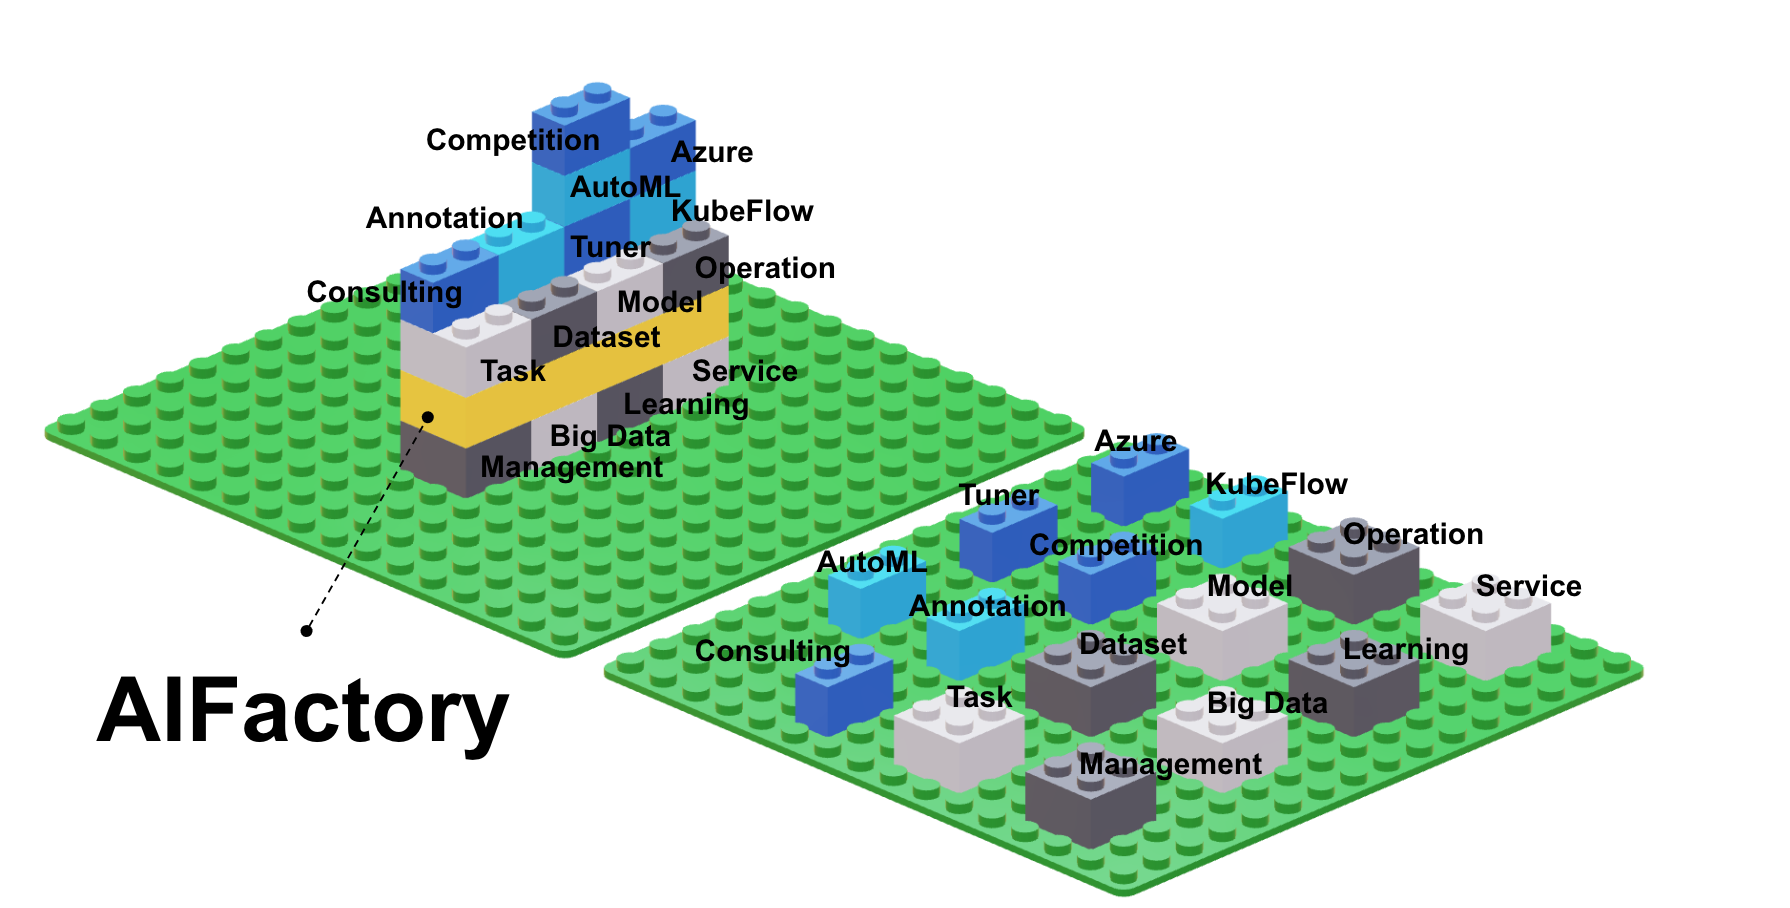 Competition
Azure
AutoML
KubeFlow
Annotation
Tuner
Operation
Consulting
Model
Dataset
Task
Service
Learning
Big Data
Management
AIFactory
Azure
KubeFlow
Tuner
Operation
Competition
AutoML
Model
Service
Annotation
Dataset
Learning
Consulting
Task
Big Data
Management